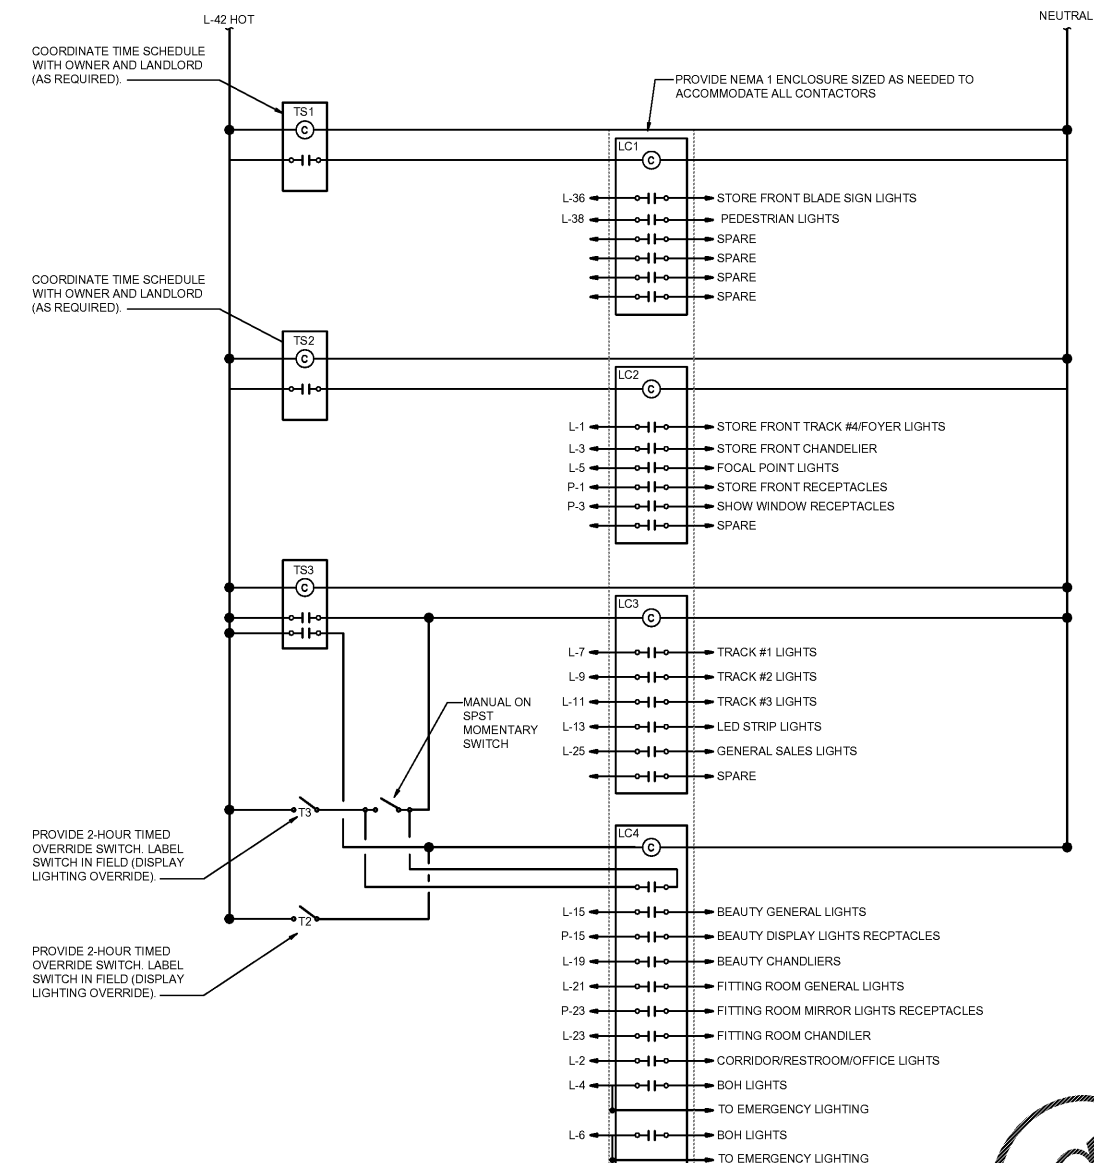 L-42 HOT
NEUTRAL
COORDINATE TIME SCHEDULE
WITH OWNER AND LANDLORD
(AS REQUIRED).
PROVIDE NEMA 1 ENCLOSURE SIZED AS NEEDED TO
ACCOMMODATE ALL CONTACTORS
TS1
C
LC1
C
L-36 STORE FRONT BLADE SIGN LIGHTS
L-38 PEDESTRIAN LIGHTS
SPARE
SPARE
SPARE
SPARE
COORDINATE TIME SCHEDULE
WITH OWNER AND LANDLORD
(AS REQUIRED).
TS2
C
LC2
C
L-1 STORE FRONT TRACK #4/FOYER LIGHTS
L-3 STORE FRONT CHANDELIER
L-5 FOCAL POINT LIGHTS
P-1 STORE FRONT RECEPTACLES
P-3 SHOW WINDOW RECEPTACLES
SPARE
TS3
C
LC3
C
L-7 TRACK #1 LIGHTS
L-9 TRACK #2 LIGHTS
L-11 TRACK #3 LIGHTS
L-13 LED STRIP LIGHTS
L-25 GENERAL SALES LIGHTS
SPARE
MANUAL ON
SPST
MOMENTARY
SWITCH
T3
PROVIDE 2-HOUR TIMED
OVERRIDE SWITCH. LABEL
SWITCH IN FIELD (DISPLAY
LIGHTING OVERRIDE).
LC4
C
T2
PROVIDE 2-HOUR TIMED
OVERRIDE SWITCH. LABEL
SWITCH IN FIELD (DISPLAY
LIGHTING OVERRIDE).
L-15 BEAUTY GENERAL LIGHTS
P-15 BEAUTY DISPLAY LIGHTS RECPTACLES
L-19 BEAUTY CHANDLIERS
L-21 FITTING ROOM GENERAL LIGHTS
P-23 FITTING ROOM MIRROR LIGHTS RECEPTACLES
L-23 FITTING ROOM CHANDILER
L-2 CORRIDOR/RESTROOM/OFFICE LIGHTS
L-4 BOH LIGHTS
TO EMERGENCY LIGHTING
L-6 BOH LIGHTS
TO EMERGENCY LIGHTING